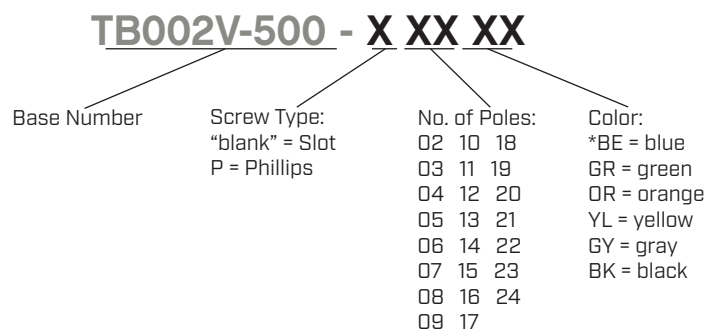 TB002V-500 - X XX XX
Base Number
Screw Type:
“blank” = Slot
P = Phillips
No. of Poles:
02 10 18
03 11 19
04 12 20
05 13 21
06 14 22
07 15 23
08 16 24
09 17
Color:
*BE = blue
GR = green
OR = orange
YL = yellow
GY = gray
BK = black